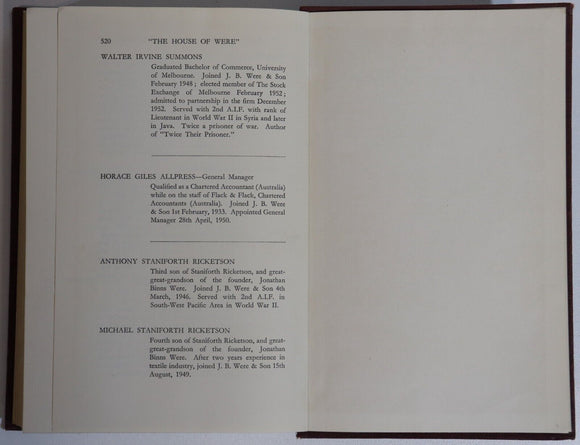 520 "THE HOUSE OF WERE"
WALTER IRVINE SUMMONS
Graduated Bachelor of Commerce, University
of Melbourne. Joined J. B. Were & Son
February 1948; elected member of The Stock
Exchange of Melbourne February 1952;
admitted to partnership in the firm December
1952. Served with 2nd A.I.F. with rank of
Lieutenant in World War II in Syria and later
in Java. Twice a prisoner of war. Author
of "Twice Their Prisoner."
HORACE GILES ALLPRESS—General Manager
Qualified as a Chartered Accountant (Australia)
while on the staff of Flack & Flack, Chartered
Accountants (Australia). Joined J. B. Were
& Son 1st February, 1933. Appointed General
Manager 28th April, 1950.
ANTHONY STANIFORTH RICKETSON
Third son of Staniforth Ricketson, and great-
great-grandson of the founder, Jonathan
Binns Were. Joined J. B. Were & Son 4th
March, 1946. Served with 2nd A.I.F. in
South-West Pacific Area in World War II.
MICHAEL STANIFORTH RICKETSON
Fourth son of Staniforth Ricketson, and great-
great-grandson of the founder, Jonathan
Binns Were. After two years experience in
textile industry, joined J. B. Were & Son 15th
August, 1949.